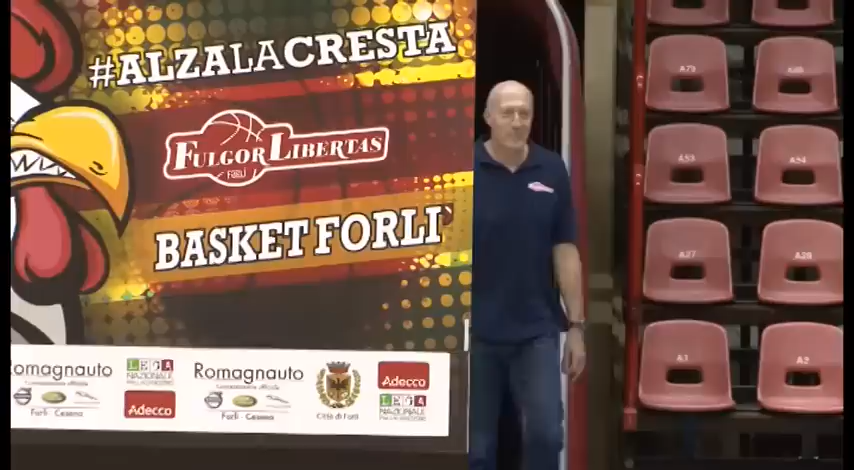 #ALZALACRESTA
FULGOR LIBERTAS
FORLÌ
BASKET FORLI'
Romagnauto
Forlì - Cesena
LEGA
NAZIONALE
Adecco
Romagnauto
Forlì - Cesena
Città di Forlì
Adecco
LEGA
NAZIONALE
A79
A53
A54
A27
A28
A1
A2